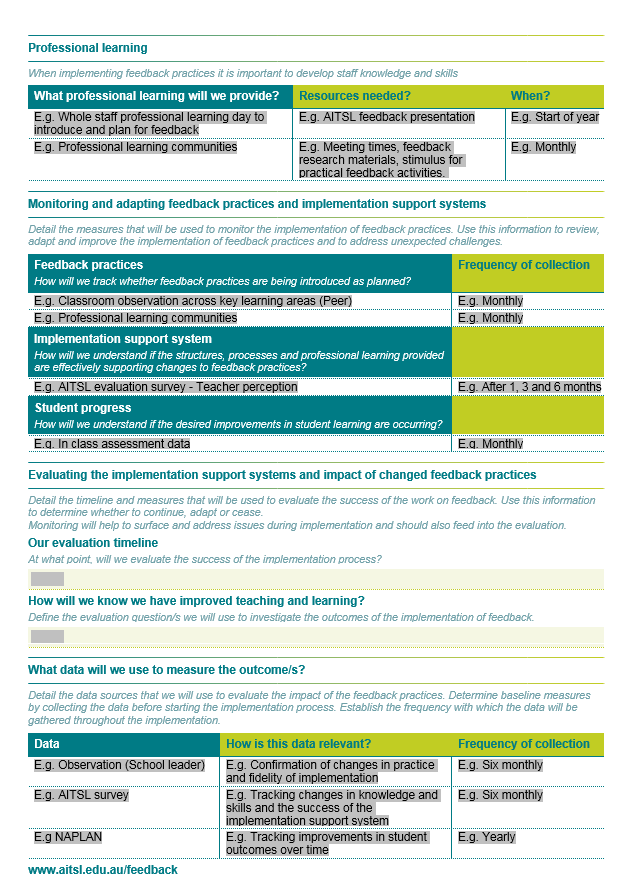 Professional learning
When implementing feedback practices it is important to develop staff knowledge and skills
What professional learning will we provide? Resources needed? When?
E.g. Whole staff professional learning day to introduce and plan for feedback E.g. AITSL feedback presentation E.g. Start of year
E.g. Professional learning communities E.g. Meeting times, feedback research materials, stimulus for practical feedback activities. E.g. Monthly
Monitoring and adapting feedback practices and implementation support systems
Detail the measures that will be used to monitor the implementation of feedback practices. Use this information to review,
adapt and improve the implementation of feedback practices and to address unexpected challenges.
Feedback practices Frequency of collection
How will we track whether feedback practices are being introduced as planned?
E.g. Classroom observation across key learning areas (Peer) E.g. Monthly
E.g. Professional learning communities E.g. Monthly
Implementation support system
How will we understand if the structures, processes and professional learning provided
are effectively supporting changes to feedback practices?
E.g. AITSL evaluation survey - Teacher perception E.g. After 1, 3 and 6 months
Student progress
How will we understand if the desired improvements in student learning are occurring?
E.g. In class assessment data E.g. Monthly
Evaluating the implementation support systems and impact of changed feedback practices
Detail the timeline and measures that will be used to evaluate the success of the work on feedback. Use this information
to determine whether to continue, adapt or cease.
Monitoring will help to surface and address issues during implementation and should also feed into the evaluation.
Our evaluation timeline
At what point, will we evaluate the success of the implementation process?
How will we know we have improved teaching and learning?
Define the evaluation question/s we will use to investigate the outcomes of the implementation of feedback.
What data will we use to measure the outcome/s?
Detail the data sources that we will use to evaluate the impact of the feedback practices. Determine baseline measures
by collecting the data before starting the implementation process. Establish the frequency with which the data will be
gathered throughout the implementation.
Data How is this data relevant? Frequency of collection
E.g. Observation (School leader) E.g. Confirmation of changes in practice and fidelity of implementation E.g. Six monthly
E.g. AITSL survey E.g. Tracking changes in knowledge and skills and the success of the implementation support system E.g. Six monthly
E.g NAPLAN E.g. Tracking improvements in student outcomes over time E.g. Yearly
www.aitsl.edu.au/feedback